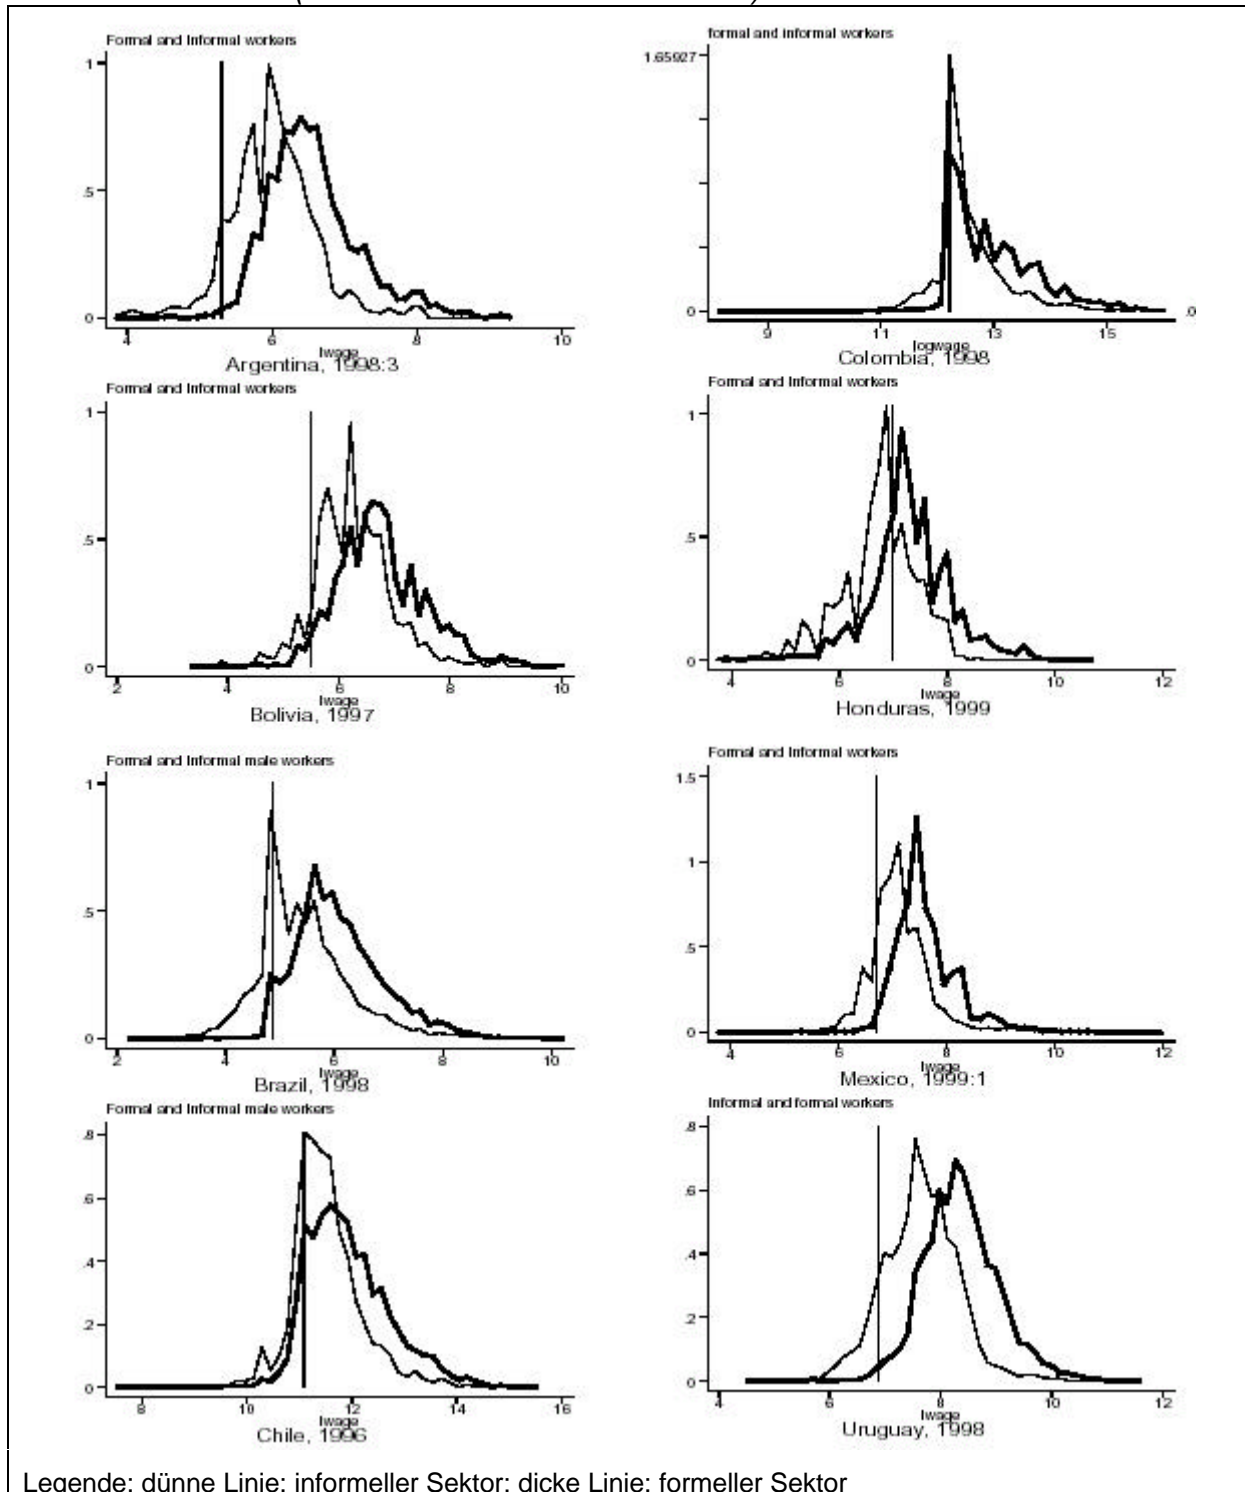 Formal and Informal workers
1
.5
0
4
6
8
10
lwage
Argentina, 1998:3
formal and informal workers
1.65927
0
.0
9
11
13
15
logwage
Colombia, 1998
Formal and Informal workers
1
.5
0
2
4
6
8
10
lwage
Bolivia, 1997
Formal and Informal workers
1
.5
0
4
6
8
10
12
lwage
Honduras, 1999
Formal and Informal male workers
1
.5
0
2
4
6
8
10
lwage
Brazil, 1998
Formal and Informal workers
1.5
1
.5
0
4
6
8
10
12
lwage
Mexico, 1999:1
Formal and Informal male workers
.8
.6
.4
.2
0
8
10
12
14
16
lwage
Chile, 1996
Informal and formal workers
.8
.6
.4
.2
0
4
6
8
10
12
lwage
Uruguay, 1998
Legende: dünne Linie: informeller Sektor; dicke Linie: formeller Sektor